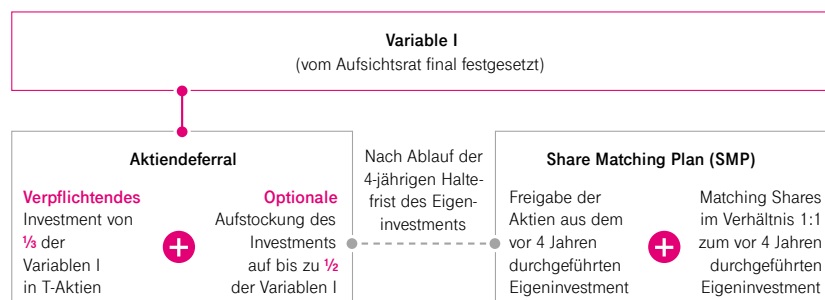 Variable I
(vom Aufsichtsrat final festgesetzt)
Aktiendeferral
Verpflichtendes
Investment von
⅓ der
Variablen I
in T-Aktien
+
Optionale
Aufstockung des
Investments
auf bis zu ½
der Variablen I
Nach Ablauf der
4-jährigen Halte-
frist des Eigen-
investments
Share Matching Plan (SMP)
Freigabe der
Aktien aus dem
vor 4 Jahren
durchgeführten
Eigeninvestment
+
Matching Shares
im Verhältnis 1:1
zum vor 4 Jahren
durchgeführten
Eigeninvestment